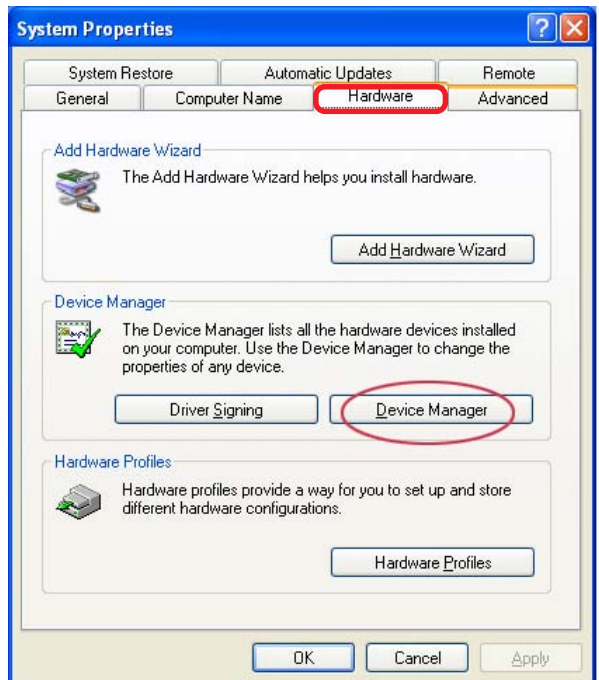 System Properties
System Restore Automatic Updates Remote
General Computer Name Hardware Advanced
Add Hardware Wizard
The Add Hardware Wizard helps you install hardware.
Add Hardware Wizard
Device Manager
The Device Manager lists all the hardware devices installed
on your computer. Use the Device Manager to change the
properties of any device.
Driver Signing Device Manager
Hardware Profiles
Hardware profiles provide a way for you to set up and store
different hardware configurations.
Hardware Profiles
OK Cancel Apply